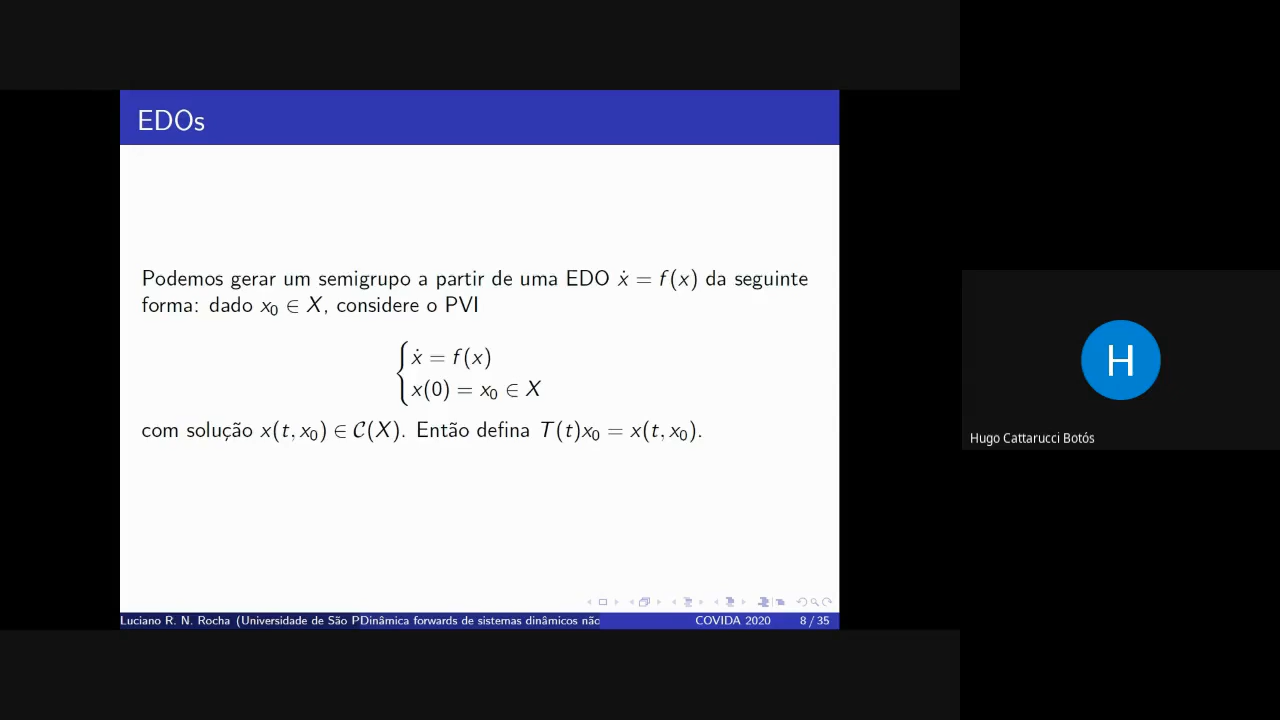 EDOs
Podemos gerar um semigrupo a partir de uma EDO ẋ = f(x) da seguinte
forma: dado x₀ ∈ X, considere o PVI
ẋ = f(x)
x(0) = x₀ ∈ X
com solução x(t, x₀) ∈ 𝒞(X). Então defina T(t)x₀ = x(t, x₀).
Luciano R. N. Rocha (Universidade de São P
Dinâmica forwards de sistemas dinâmicos nã
COVIDA 2020
8 / 35
H
Hugo Cattarucci Botós